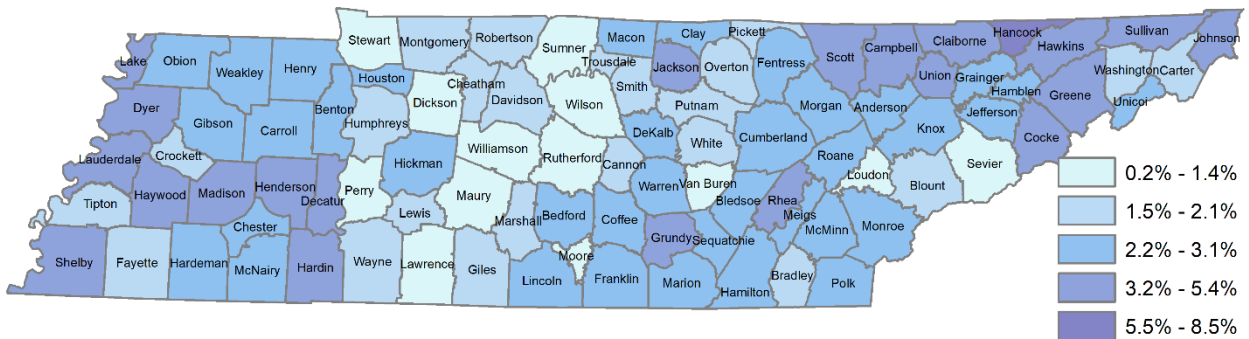 Stewart
Montgomery
Robertson
Sumner
Macon
Clay
Pickett
Scott
Campbell
Claiborne
Hancock
Hawkins
Sullivan
Johnson
Lake
Obion
Weakley
Henry
Houston
Cheatham
Trousdale
Jackson
Overton
Fentress
Union
Grainger
Hamblen
Washington
Carter
Dyer
Gibson
Carroll
Benton
Humphreys
Dickson
Davidson
Wilson
Smith
Putnam
Morgan
Anderson
Knox
Jefferson
Greene
Unicoi
Cocke
Lauderdale
Crockett
Hickman
Williamson
Rutherford
Cannon
DeKalb
White
Cumberland
Roane
Loudon
Blount
Sevier
Tipton
Haywood
Madison
Henderson
Decatur
Perry
Lewis
Maury
Marshall
Bedford
Coffee
Warren
Van Buren
Bledsoe
Rhea
Meigs
McMinn
Monroe
Shelby
Fayette
Hardeman
Chester
McNairy
Hardin
Wayne
Lawrence
Giles
Lincoln
Moore
Franklin
Grundy
Sequatchie
Marion
Hamilton
Bradley
Polk
0.2% - 1.4%
1.5% - 2.1%
2.2% - 3.1%
3.2% - 5.4%
5.5% - 8.5%